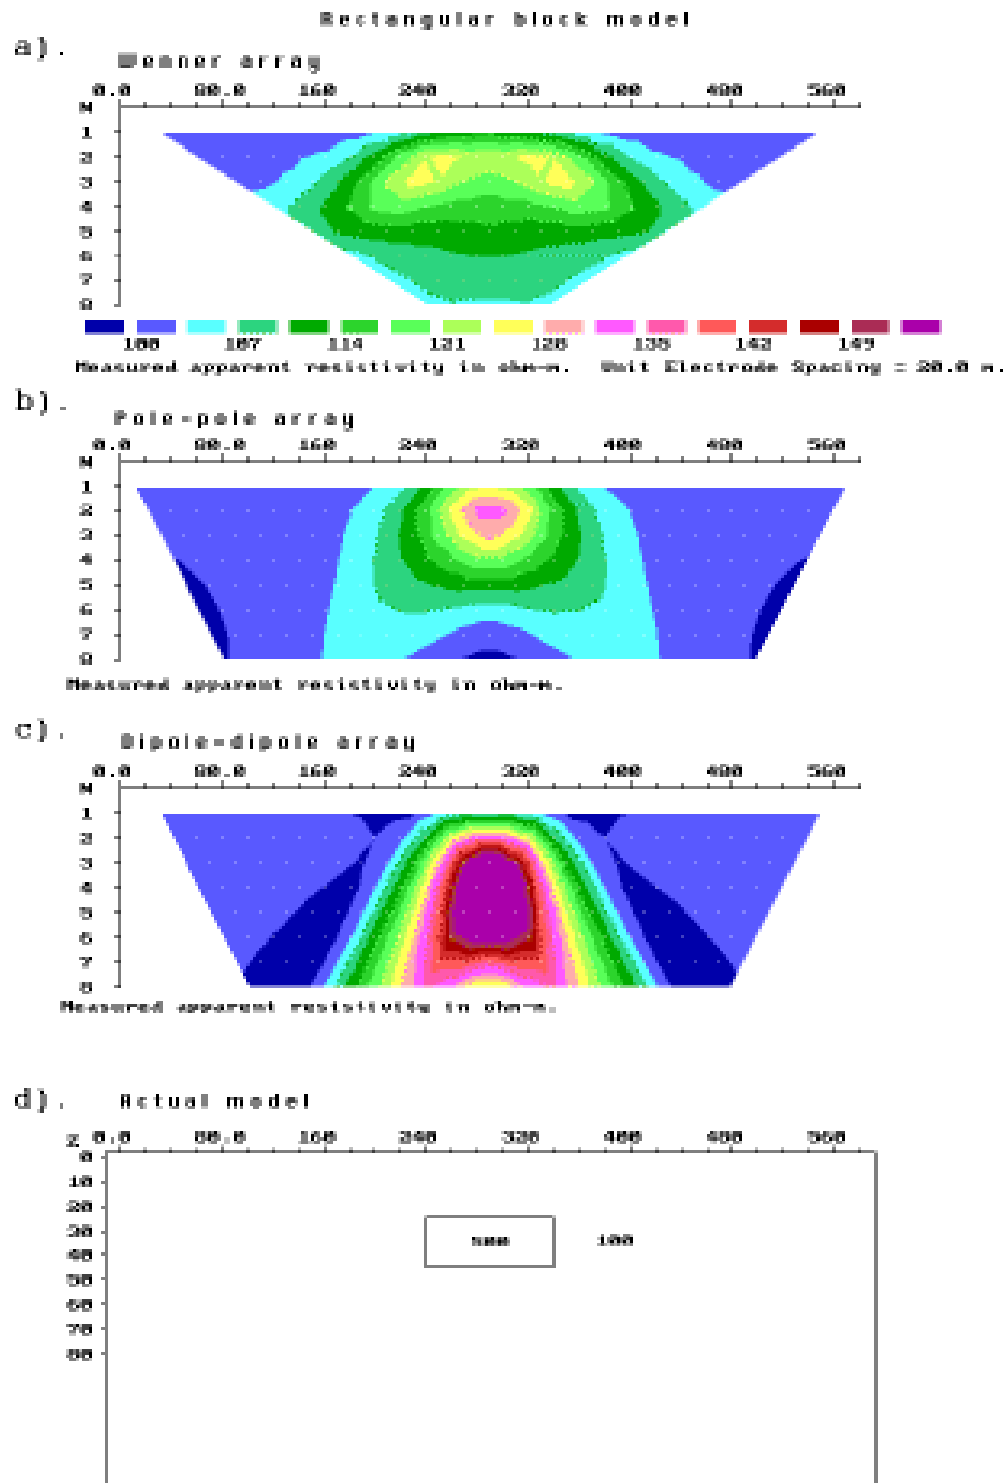 Rectangular block model
a).
Wenner array
0.0 80.0 160 240 320 400 480 560
N
1
2
3
4
5
6
7
8
100 107 114 121 128 135 142 149
Measured apparent resistivity in ohm-m. Unit Electrode Spacing = 20.0 m.
b).
Pole-pole array
0.0 80.0 160 240 320 400 480 560
N
1
2
3
4
5
6
7
8
Measured apparent resistivity in ohm-m.
c).
Dipole-dipole array
0.0 80.0 160 240 320 400 480 560
N
1
2
3
4
5
6
7
8
Measured apparent resistivity in ohm-m.
d).
Actual model
Z 0.0 80.0 160 240 320 400 480 560
0
10
20
30
500 100
40
50
60
70
80